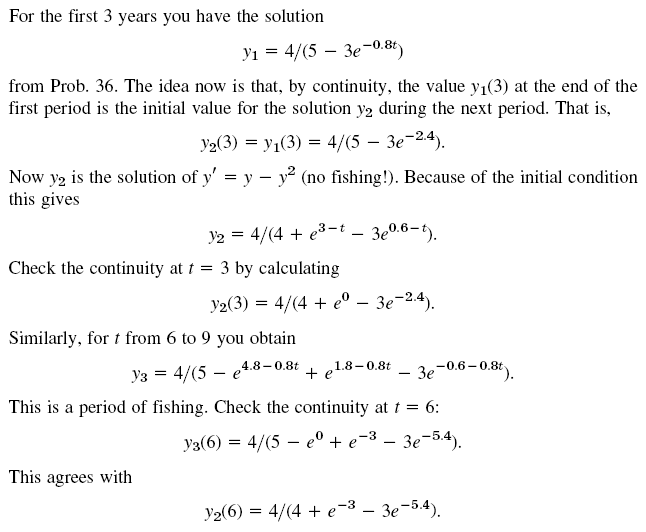 For the first 3 years you have the solution
y₁ = 4/(5 − 3e^{−0.8t})
from Prob. 36. The idea now is that, by continuity, the value y₁(3) at the end of the
first period is the initial value for the solution y₂ during the next period. That is,
y₂(3) = y₁(3) = 4/(5 − 3e^{−2.4}).
Now y₂ is the solution of y′ = y − y² (no fishing!). Because of the initial condition
this gives
y₂ = 4/(4 + e^{3−t} − 3e^{0.6−t}).
Check the continuity at t = 3 by calculating
y₂(3) = 4/(4 + e⁰ − 3e^{−2.4}).
Similarly, for t from 6 to 9 you obtain
y₃ = 4/(5 − e^{4.8−0.8t} + e^{1.8−0.8t} − 3e^{−0.6−0.8t}).
This is a period of fishing. Check the continuity at t = 6:
y₃(6) = 4/(5 − e⁰ + e^{−3} − 3e^{−5.4}).
This agrees with
y₂(6) = 4/(4 + e^{−3} − 3e^{−5.4}).